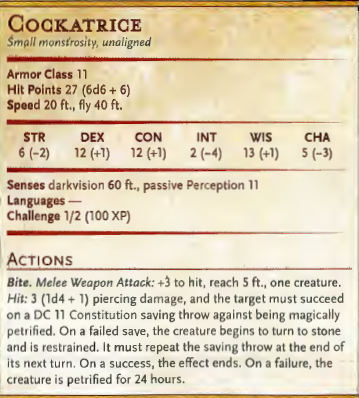 COCKATRICE
Small monstrosity, unaligned
Armor Class 11
Hit Points 27 (6d6 + 6)
Speed 20 ft., fly 40 ft.
STR DEX CON INT WIS CHA
6 (−2) 12 (+1) 12 (+1) 2 (−4) 13 (+1) 5 (−3)
Senses darkvision 60 ft., passive Perception 11
Languages —
Challenge 1/2 (100 XP)
ACTIONS
Bite. Melee Weapon Attack: +3 to hit, reach 5 ft., one creature.
Hit: 3 (1d4 + 1) piercing damage, and the target must succeed
on a DC 11 Constitution saving throw against being magically
petrified. On a failed save, the creature begins to turn to stone
and is restrained. It must repeat the saving throw at the end of
its next turn. On a success, the effect ends. On a failure, the
creature is petrified for 24 hours.